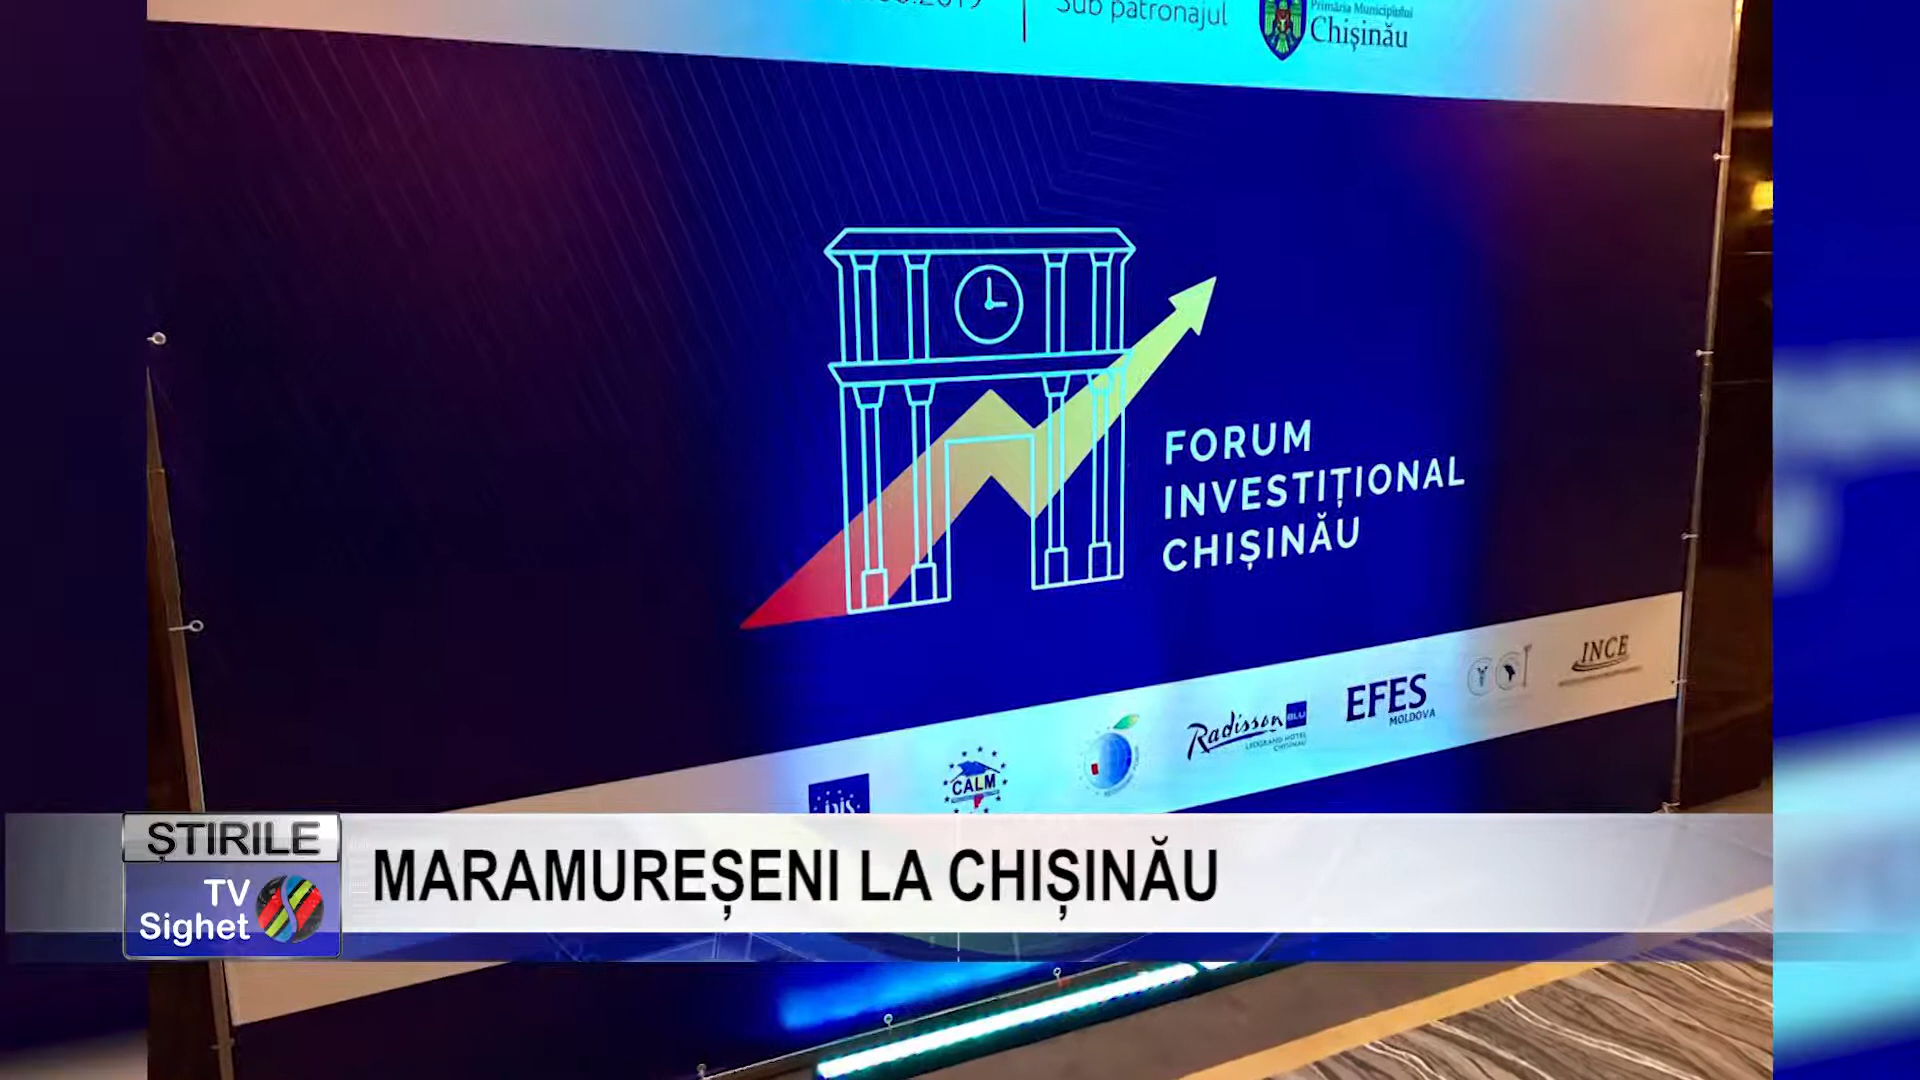 Sub patronajul
Primăria Municipiului
Chișinău
FORUM
INVESTIȚIONAL
CHIȘINĂU
INCE
EFES
MOLDOVA
Radisson BLU
LEOGRAND HOTEL
CHISINAU
CALM
ȘTIRILE
TV
Sighet
MARAMUREȘENI LA CHIȘINĂU